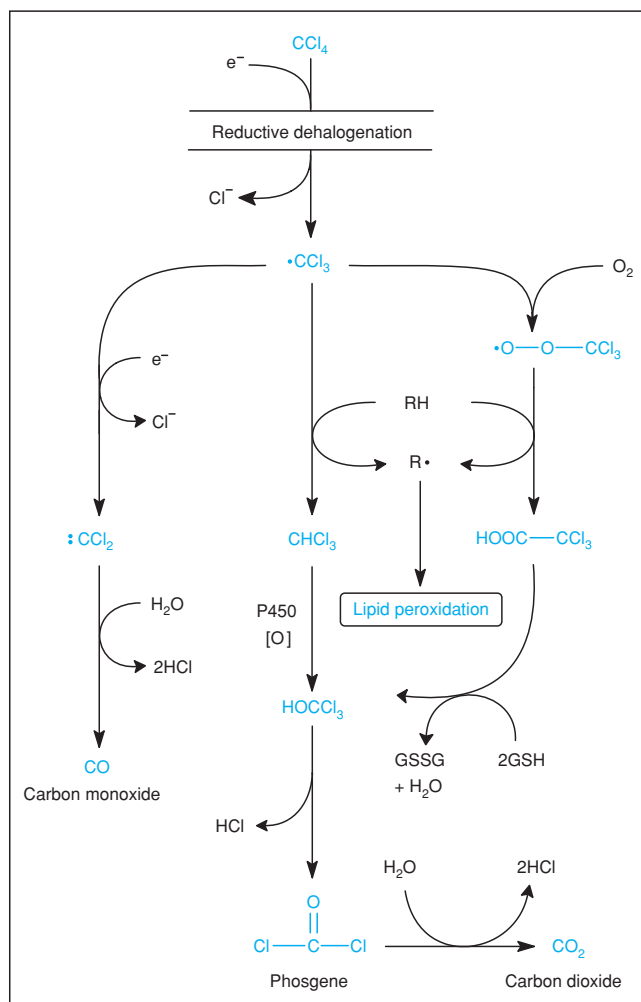 CCl₄
e⁻
Reductive dehalogenation
Cl⁻
•CCl₃
O₂
•O—O—CCl₃
e⁻
RH
Cl⁻
R•
:CCl₂
CHCl₃
HOOC—CCl₃
H₂O
P450
[O]
Lipid peroxidation
2HCl
HOCCl₃
CO
Carbon monoxide
GSSG
+ H₂O
2GSH
HCl
H₂O
2HCl
O
Cl—C—Cl
CO₂
Phosgene
Carbon dioxide